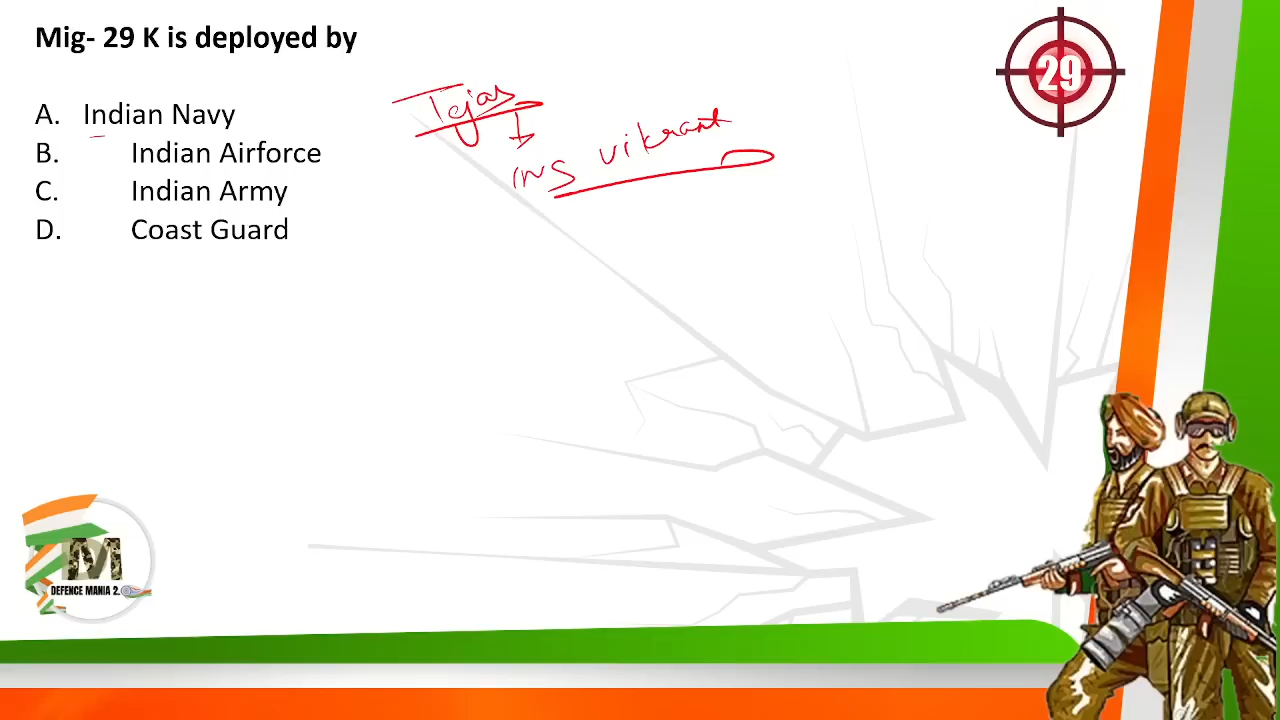 Mig- 29 K is deployed by
29
A. Indian Navy
B. Indian Airforce
C. Indian Army
D. Coast Guard
Tejas
INS Vikrant
M
DEFENCE MANIA 2.